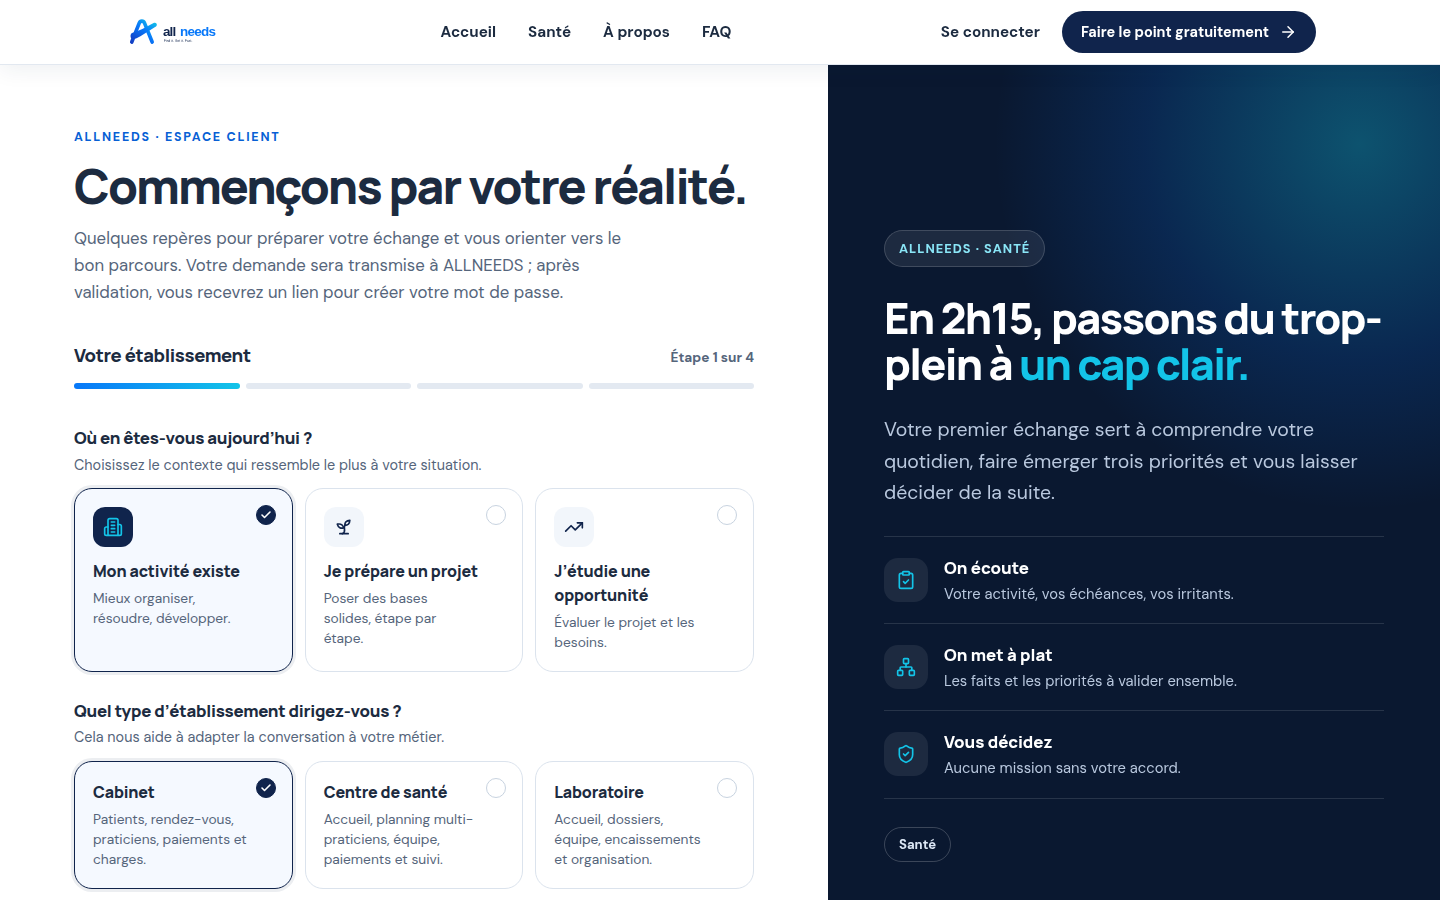 all needs
Accueil
Santé
À propos
FAQ
Se connecter
Faire le point gratuitement
ALLNEEDS · ESPACE CLIENT
Commençons par votre réalité.
Quelques repères pour préparer votre échange et vous orienter vers le
bon parcours. Votre demande sera transmise à ALLNEEDS ; après
validation, vous recevrez un lien pour créer votre mot de passe.
Votre établissement
Étape 1 sur 4
Où en êtes-vous aujourd’hui ?
Choisissez le contexte qui ressemble le plus à votre situation.
Mon activité existe
Mieux organiser,
résoudre, développer.
Je prépare un projet
Poser des bases
solides, étape par
étape.
J’étudie une
opportunité
Évaluer le projet et les
besoins.
Quel type d’établissement dirigez-vous ?
Cela nous aide à adapter la conversation à votre métier.
Cabinet
Patients, rendez-vous,
praticiens, paiements et
charges.
Centre de santé
Accueil, planning multi-
praticiens, équipe,
paiements et suivi.
Laboratoire
Accueil, dossiers,
équipe, encaissements
et organisation.
ALLNEEDS · SANTÉ
En 2h15, passons du trop-
plein à un cap clair.
Votre premier échange sert à comprendre votre
quotidien, faire émerger trois priorités et vous laisser
décider de la suite.
On écoute
Votre activité, vos échéances, vos irritants.
On met à plat
Les faits et les priorités à valider ensemble.
Vous décidez
Aucune mission sans votre accord.
Santé